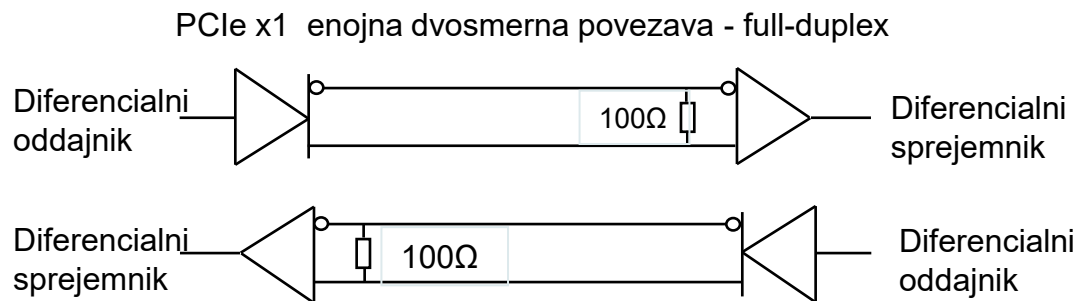 PCIe x1 enojna dvosmerna povezava - full-duplex
Diferencialni
oddajnik
100Ω
Diferencialni
sprejemnik
Diferencialni
sprejemnik
100Ω
Diferencialni
oddajnik